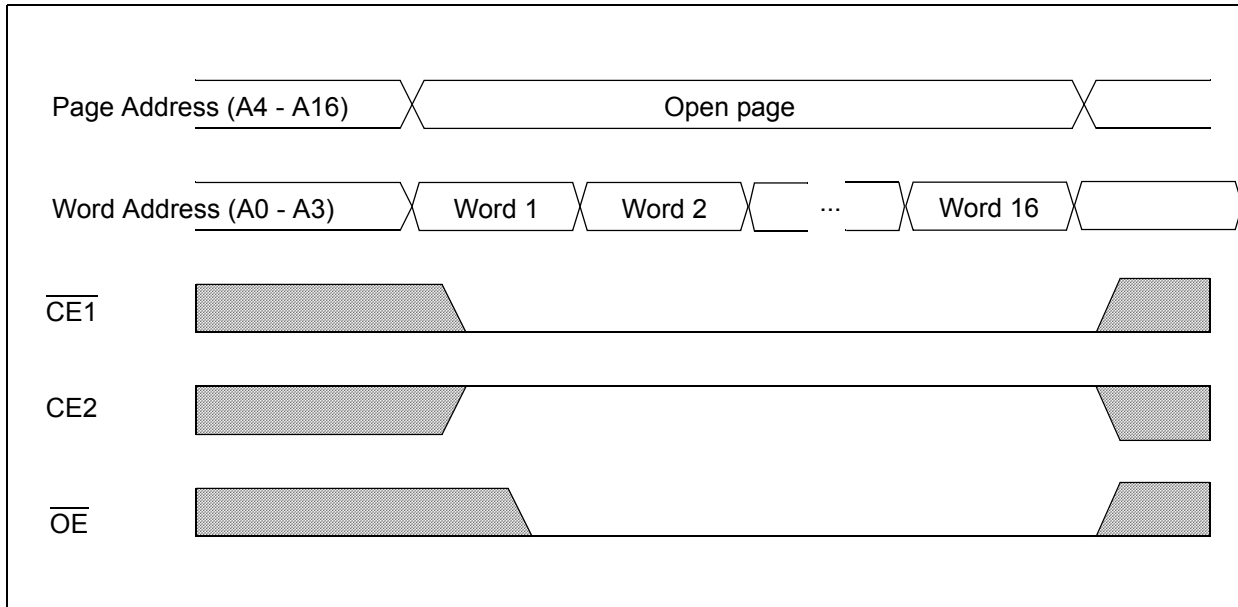 Page Address (A4 - A16) Open page
Word Address (A0 - A3) Word 1 Word 2 ... Word 16
CE1
CE2
OE